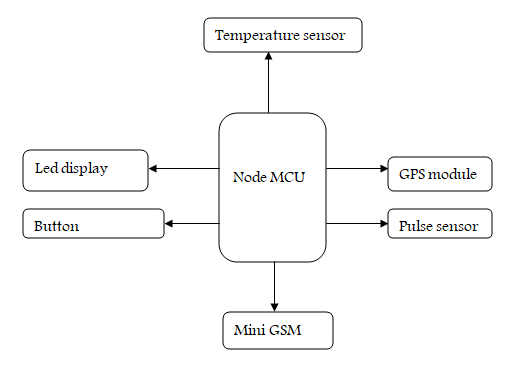 Temperature sensor
Led display
Node MCU
GPS module
Button
Pulse sensor
Mini GSM